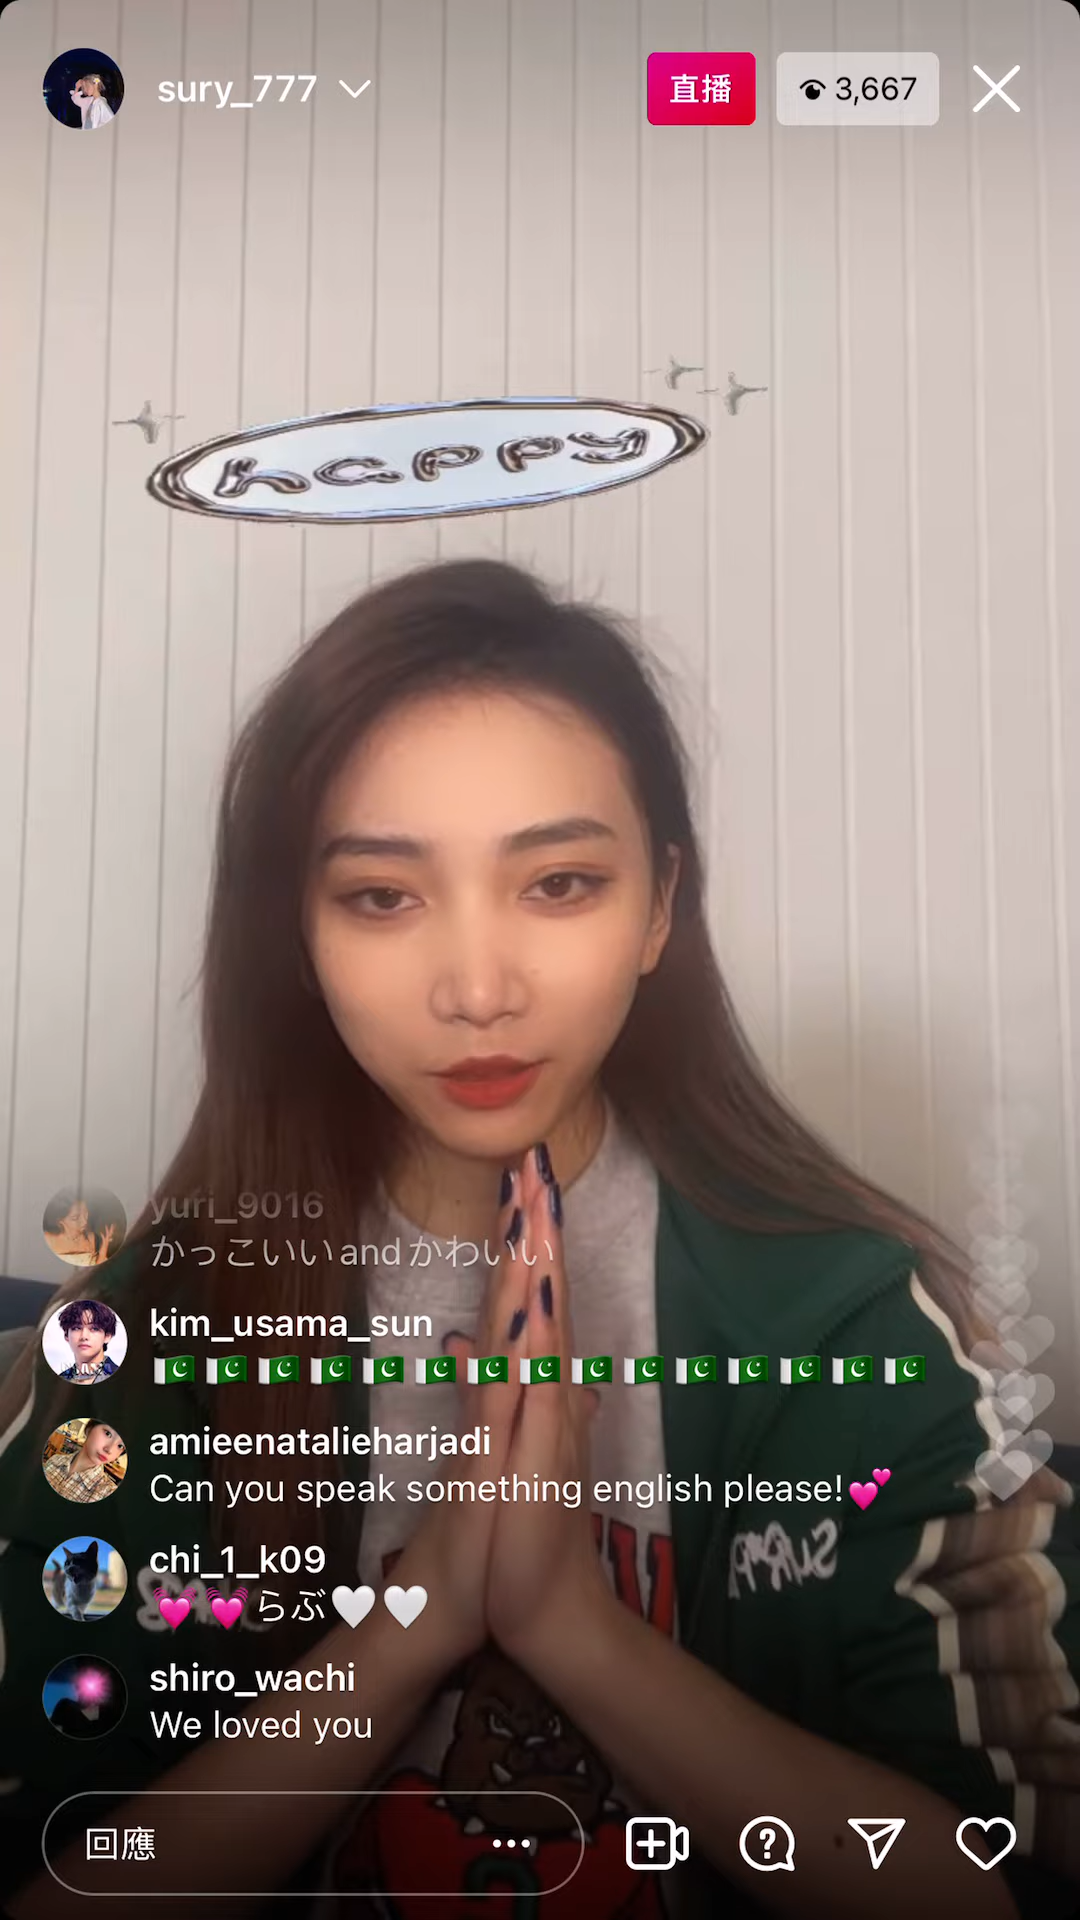 sury_777
直播
3,667
happy
yuri_9016
かっこいいandかわいい
kim_usama_sun
🇵🇰🇵🇰🇵🇰🇵🇰🇵🇰🇵🇰🇵🇰🇵🇰🇵🇰🇵🇰🇵🇰🇵🇰🇵🇰🇵🇰🇵🇰
amieenatalieharjadi
Can you speak something english please!💕
chi_1_k09
💓💓らぶ🤍🤍
shiro_wachi
We loved you
回應